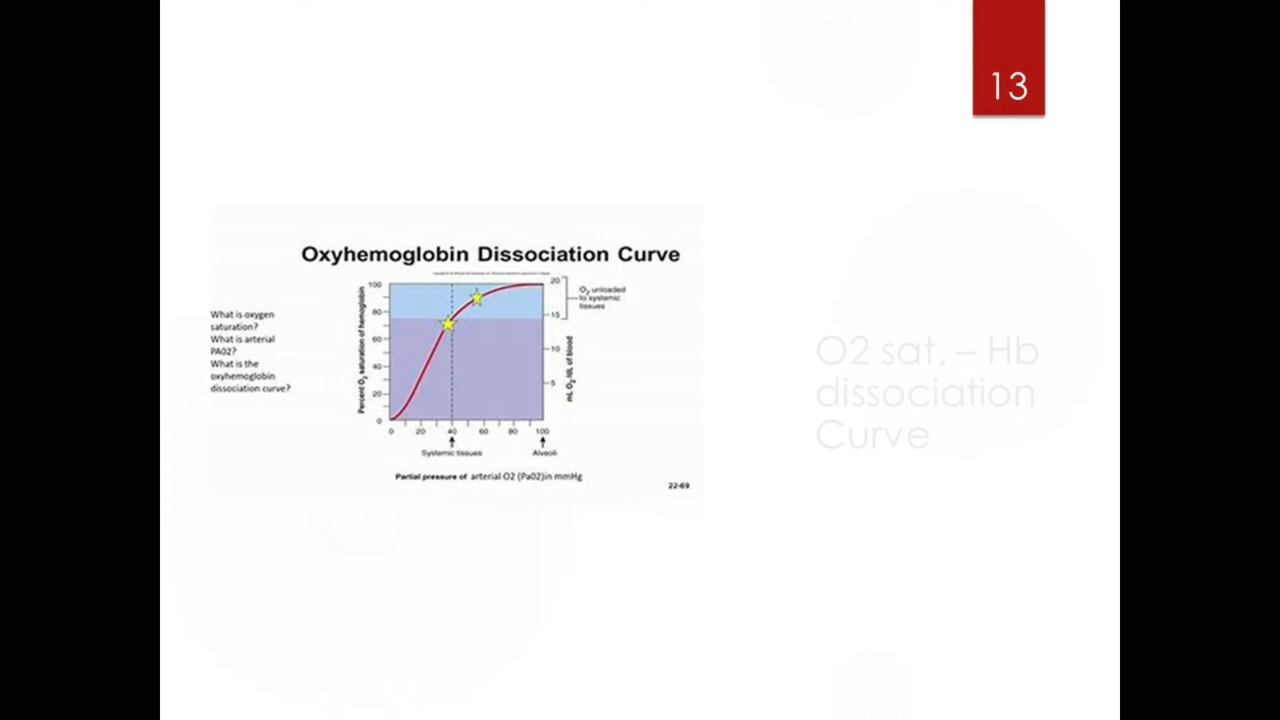 13
Oxyhemoglobin Dissociation Curve
What is oxygen
saturation?
What is arterial
PA02?
What is the
oxyhemoglobin
dissociation curve?
Percent O2 saturation of hemoglobin
100
80
60
40
20
0
20
15
10
5
mL O2/dL of blood
O2 unloaded
to systemic
tissues
0 20 40 60 80 100
Systemic tissues
Alveoli
Partial pressure of arterial O2 (Pa02)in mmHg
22-69
O2 sat. – Hb
dissociation
Curve